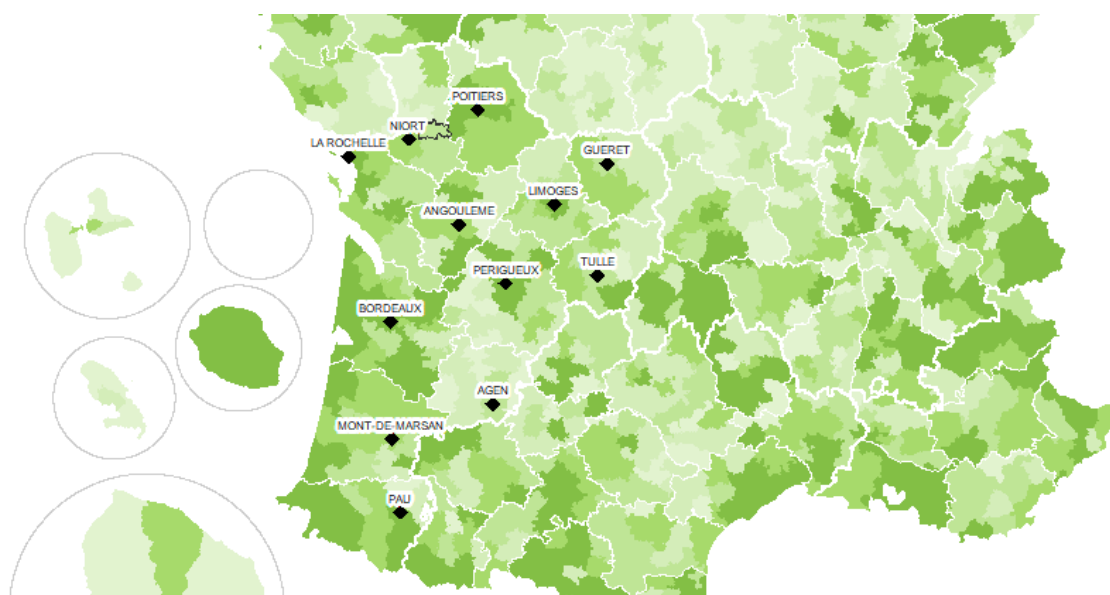 POITIERS
NIORT
LA ROCHELLE
GUERET
LIMOGES
ANGOULEME
TULLE
PERIGUEUX
BORDEAUX
AGEN
MONT-DE-MARSAN
PAU